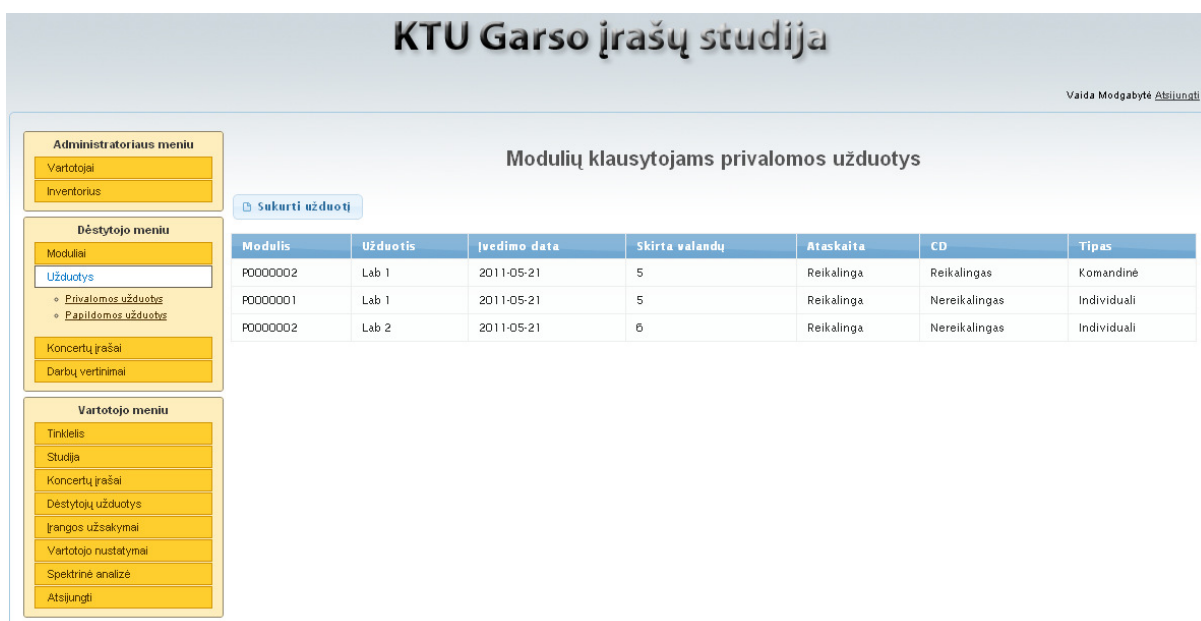 KTU Garso įrašų studija
Vaida Modgabytė Atsijungti
Administratoriaus meniu
Vartotojai
Inventorius
Dėstytojo meniu
Moduliai
Užduotys
Privalomos užduotys
Papildomos užduotys
Koncertų įrašai
Darbų vertinimai
Vartotojo meniu
Tinklelis
Studija
Koncertų įrašai
Dėstytojų užduotys
Įrangos užsakymai
Vartotojo nustatymai
Spektrinė analizė
Atsijungti
Modulių klausytojams privalomos užduotys
Sukurti užduotį
Modulis Užduotis Įvedimo data Skirta valandų Ataskaita CD Tipas
P0000002 Lab 1 2011-05-21 5 Reikalinga Reikalingas Komandinė
P0000001 Lab 1 2011-05-21 5 Reikalinga Nereikalingas Individuali
P0000002 Lab 2 2011-05-21 6 Reikalinga Nereikalingas Individuali